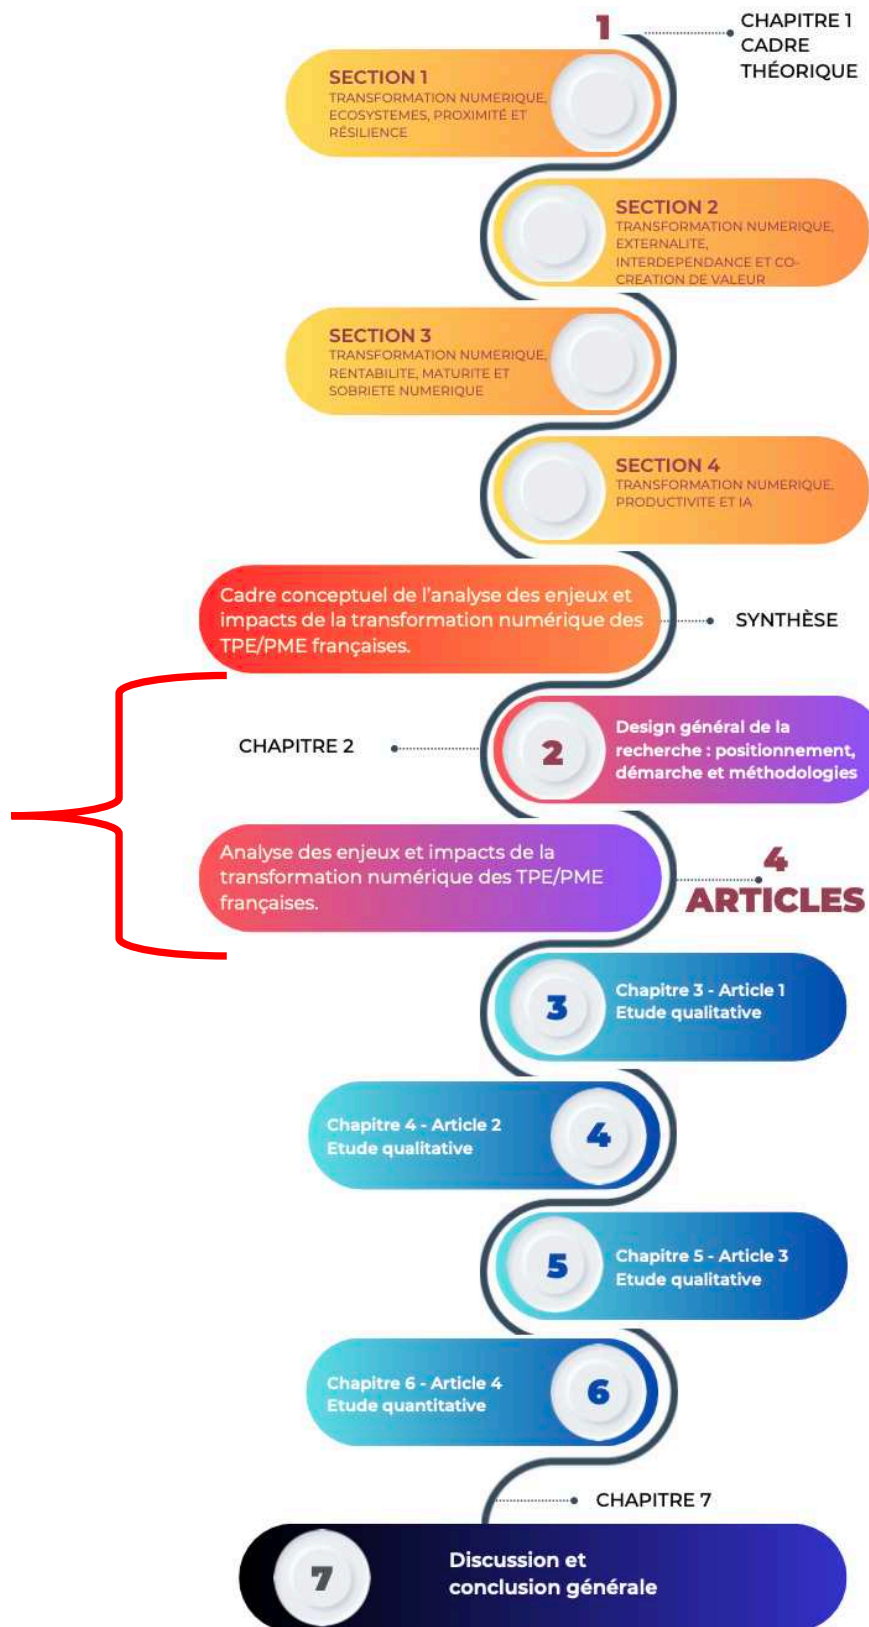 1
CHAPITRE 1
CADRE
THÉORIQUE
SECTION 1
TRANSFORMATION NUMERIQUE,
ECOSYSTEMES, PROXIMITÉ ET
RÉSILIENCE
SECTION 2
TRANSFORMATION NUMERIQUE,
EXTERNALITE,
INTERDEPENDANCE ET CO-
CREATION DE VALEUR
SECTION 3
TRANSFORMATION NUMERIQUE,
RENTABILITE, MATURITE ET
SOBRIETE NUMERIQUE
SECTION 4
TRANSFORMATION NUMERIQUE,
PRODUCTIVITE ET IA
Cadre conceptuel de l'analyse des enjeux et
impacts de la transformation numérique des
TPE/PME françaises.
SYNTHÈSE
CHAPITRE 2
2
Design général de la
recherche : positionnement,
démarche et méthodologies
Analyse des enjeux et impacts de la
transformation numérique des TPE/PME
françaises.
4
ARTICLES
3
Chapitre 3 - Article 1
Etude qualitative
Chapitre 4 - Article 2
Etude qualitative
4
5
Chapitre 5 - Article 3
Etude qualitative
Chapitre 6 - Article 4
Etude quantitative
6
CHAPITRE 7
7
Discussion et
conclusion générale